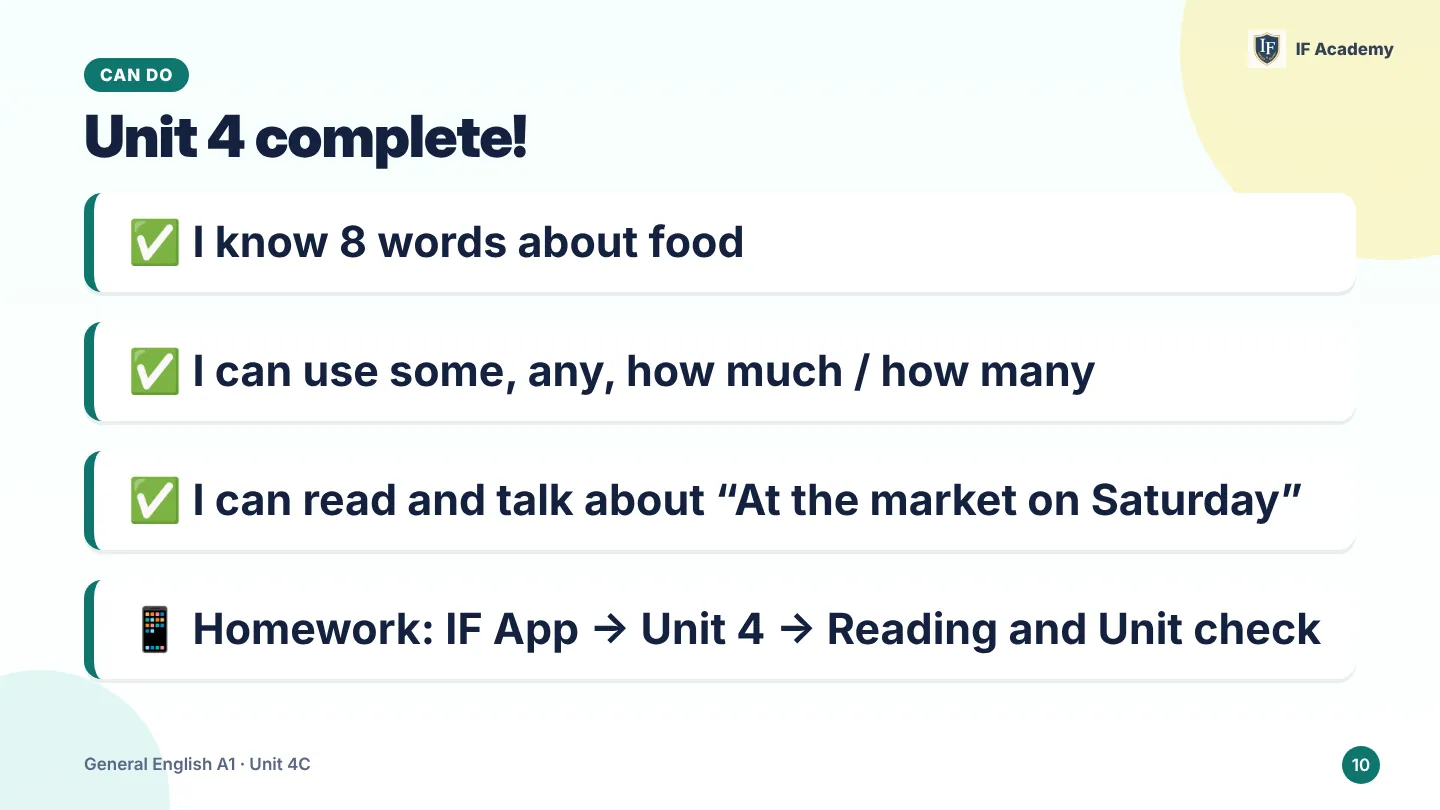 IF Academy
CAN DO
Unit 4 complete!
✅ I know 8 words about food
✅ I can use some, any, how much / how many
✅ I can read and talk about “At the market on Saturday”
📱 Homework: IF App → Unit 4 → Reading and Unit check
General English A1 · Unit 4C
10